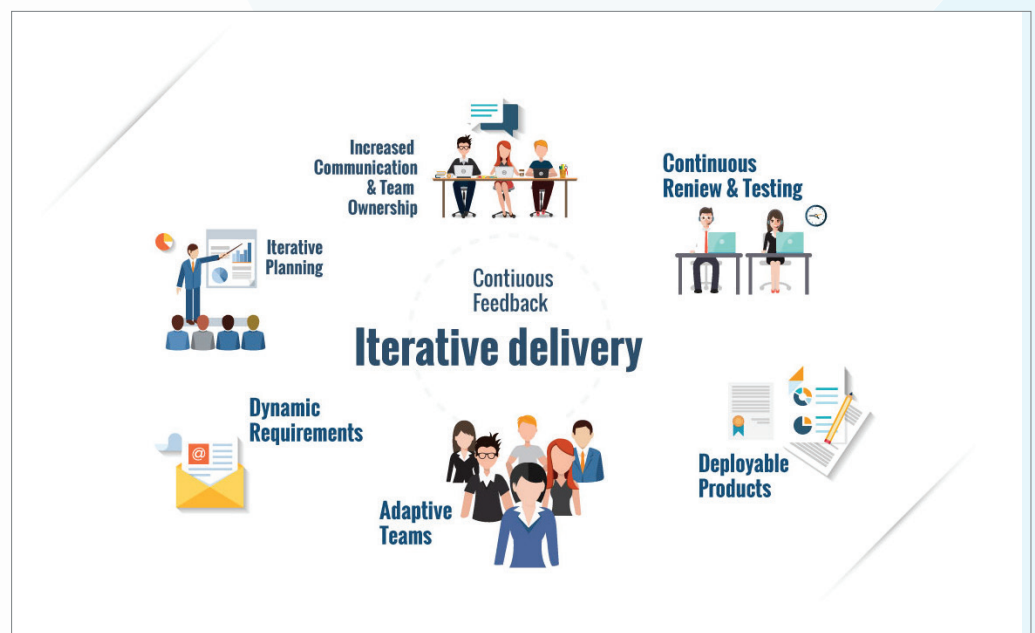 Increased
Communication
& Team
Ownership
Continuous
Reniew & Testing
Iterative
Planning
Contiuous
Feedback
Iterative delivery
Dynamic
Requirements
@
Adaptive
Teams
Deployable
Products